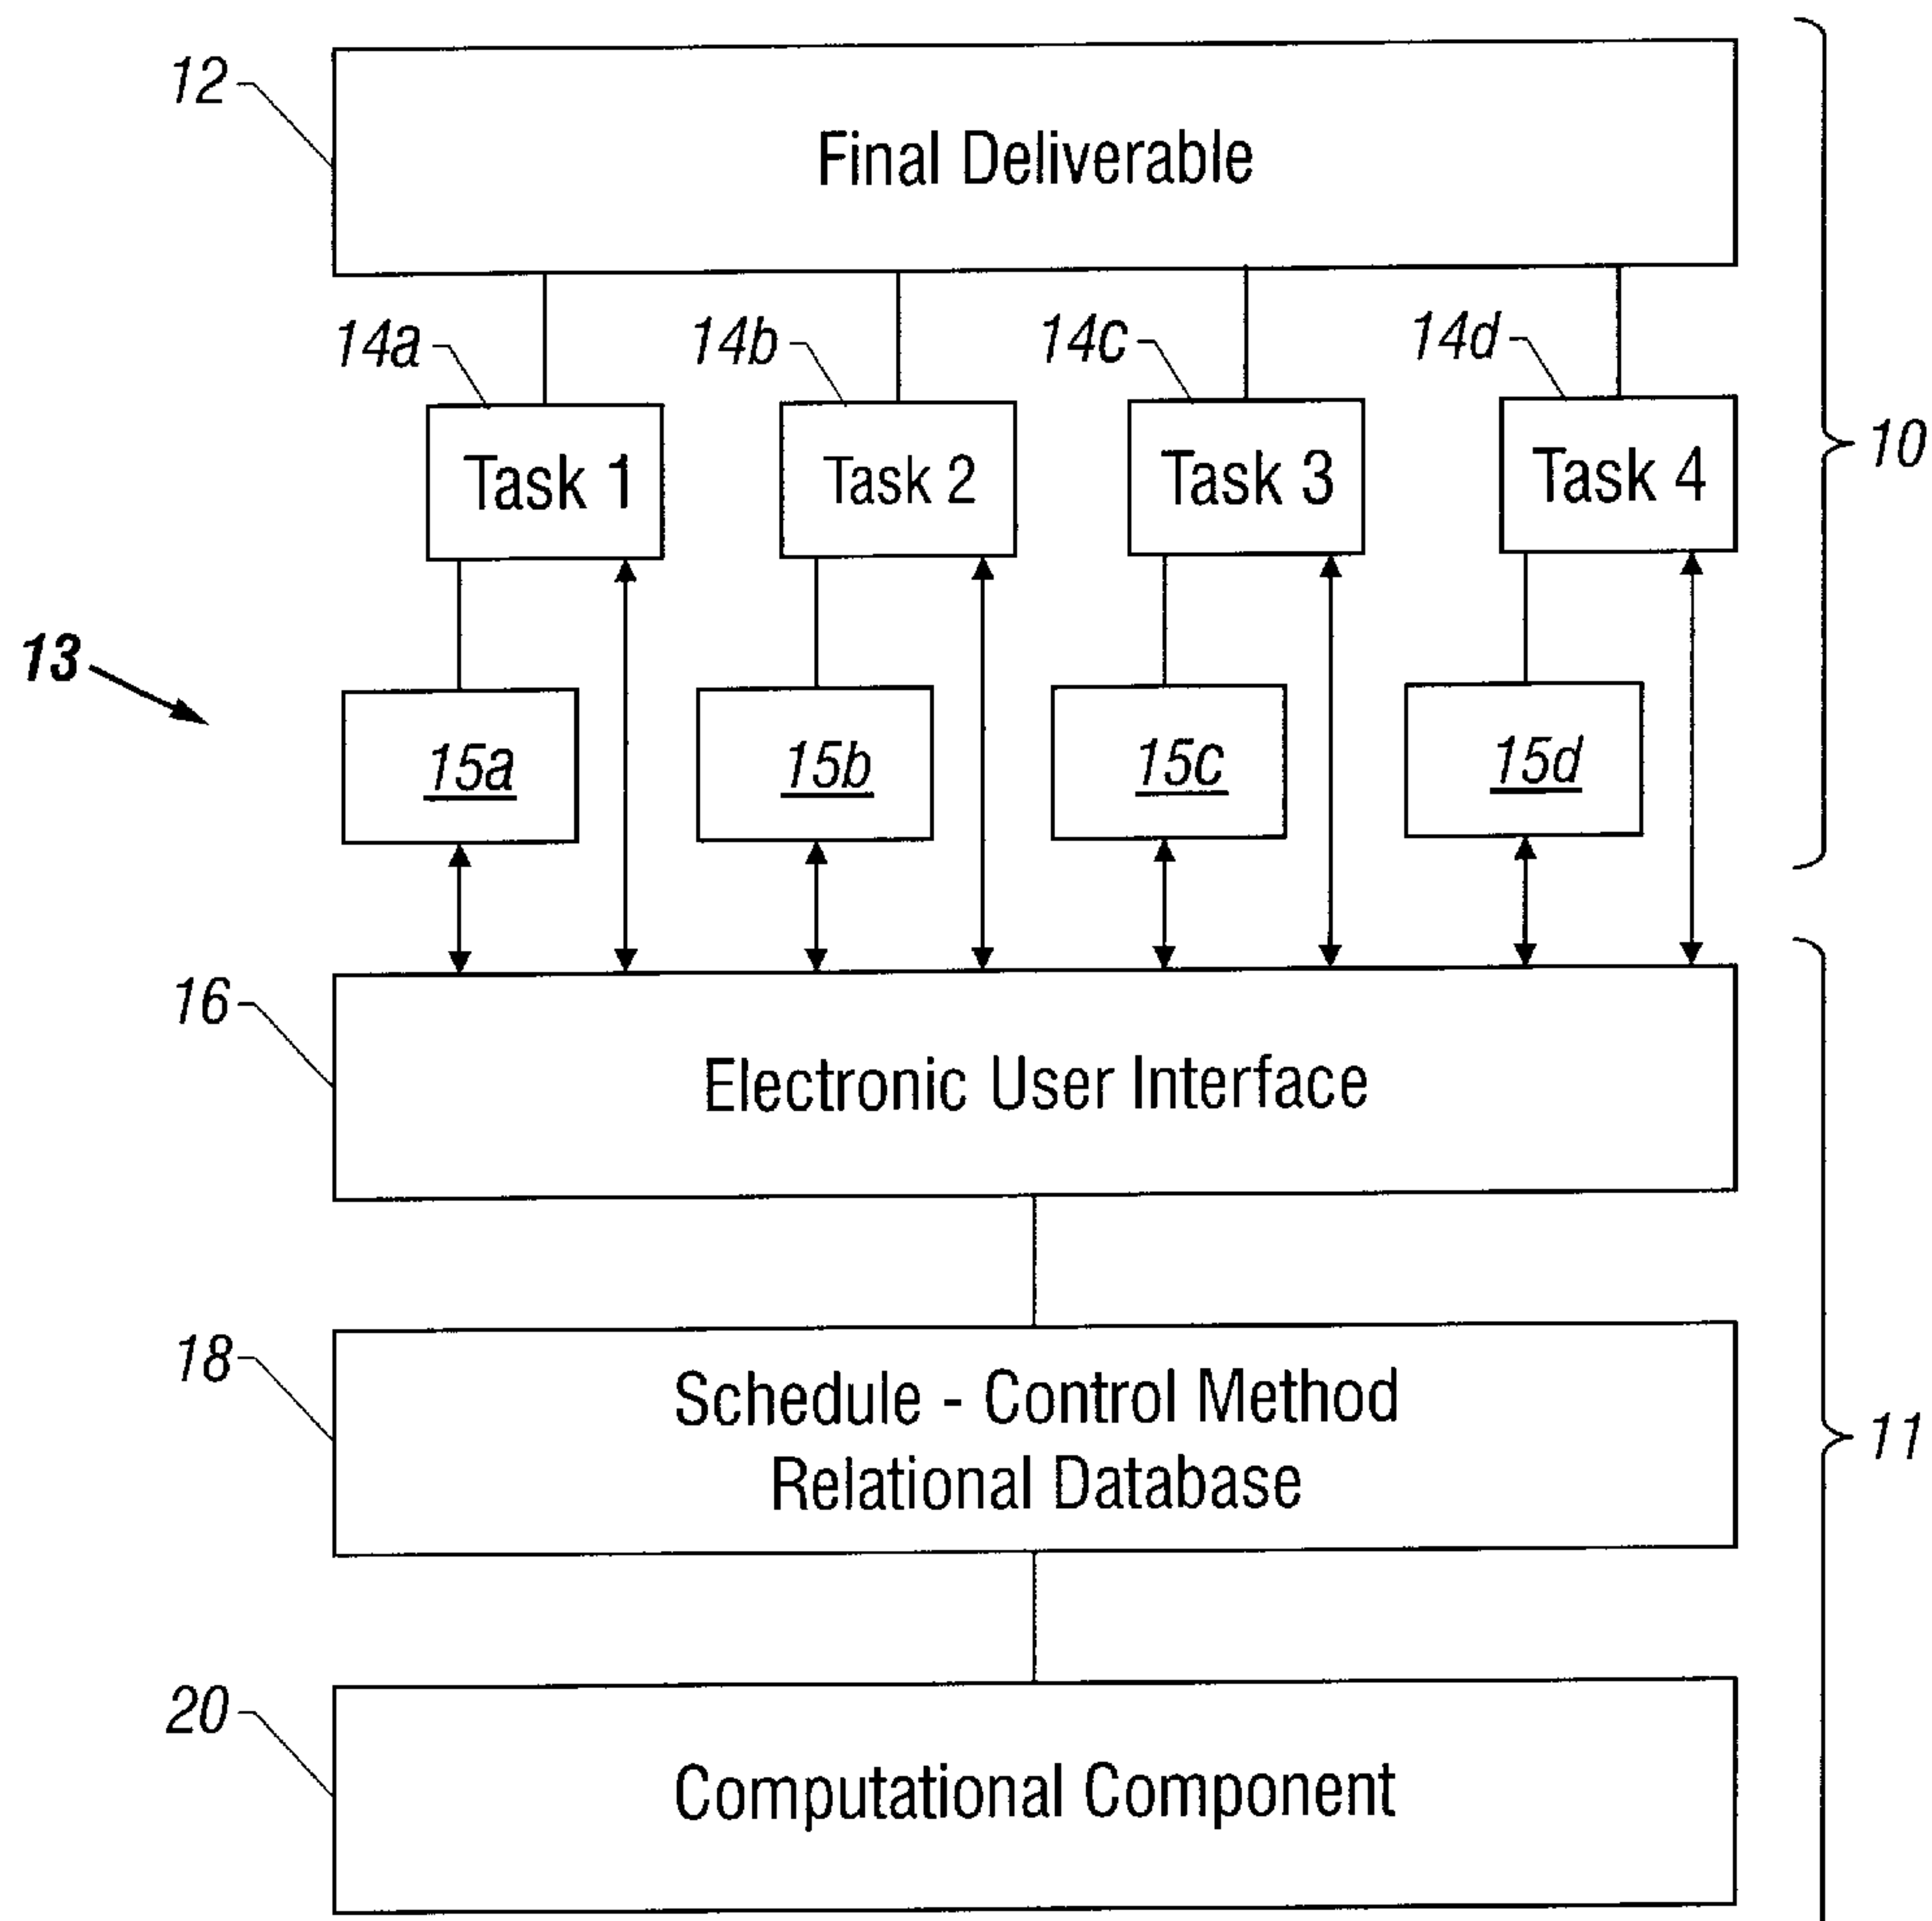 12
Final Deliverable
14a
14b
14c
14d
10
Task 1
Task 2
Task 3
Task 4
13
15a
15b
15c
15d
16
Electronic User Interface
18
Schedule - Control Method
Relational Database
11
20
Computational Component